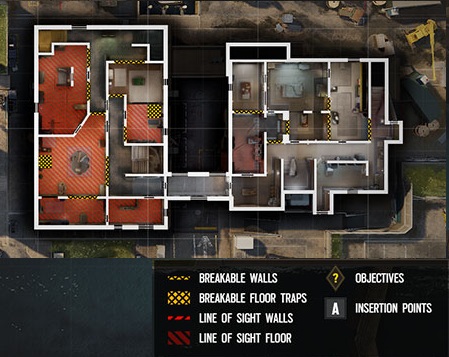 BREAKABLE WALLS
BREAKABLE FLOOR TRAPS
LINE OF SIGHT WALLS
LINE OF SIGHT FLOOR
? OBJECTIVES
A INSERTION POINTS